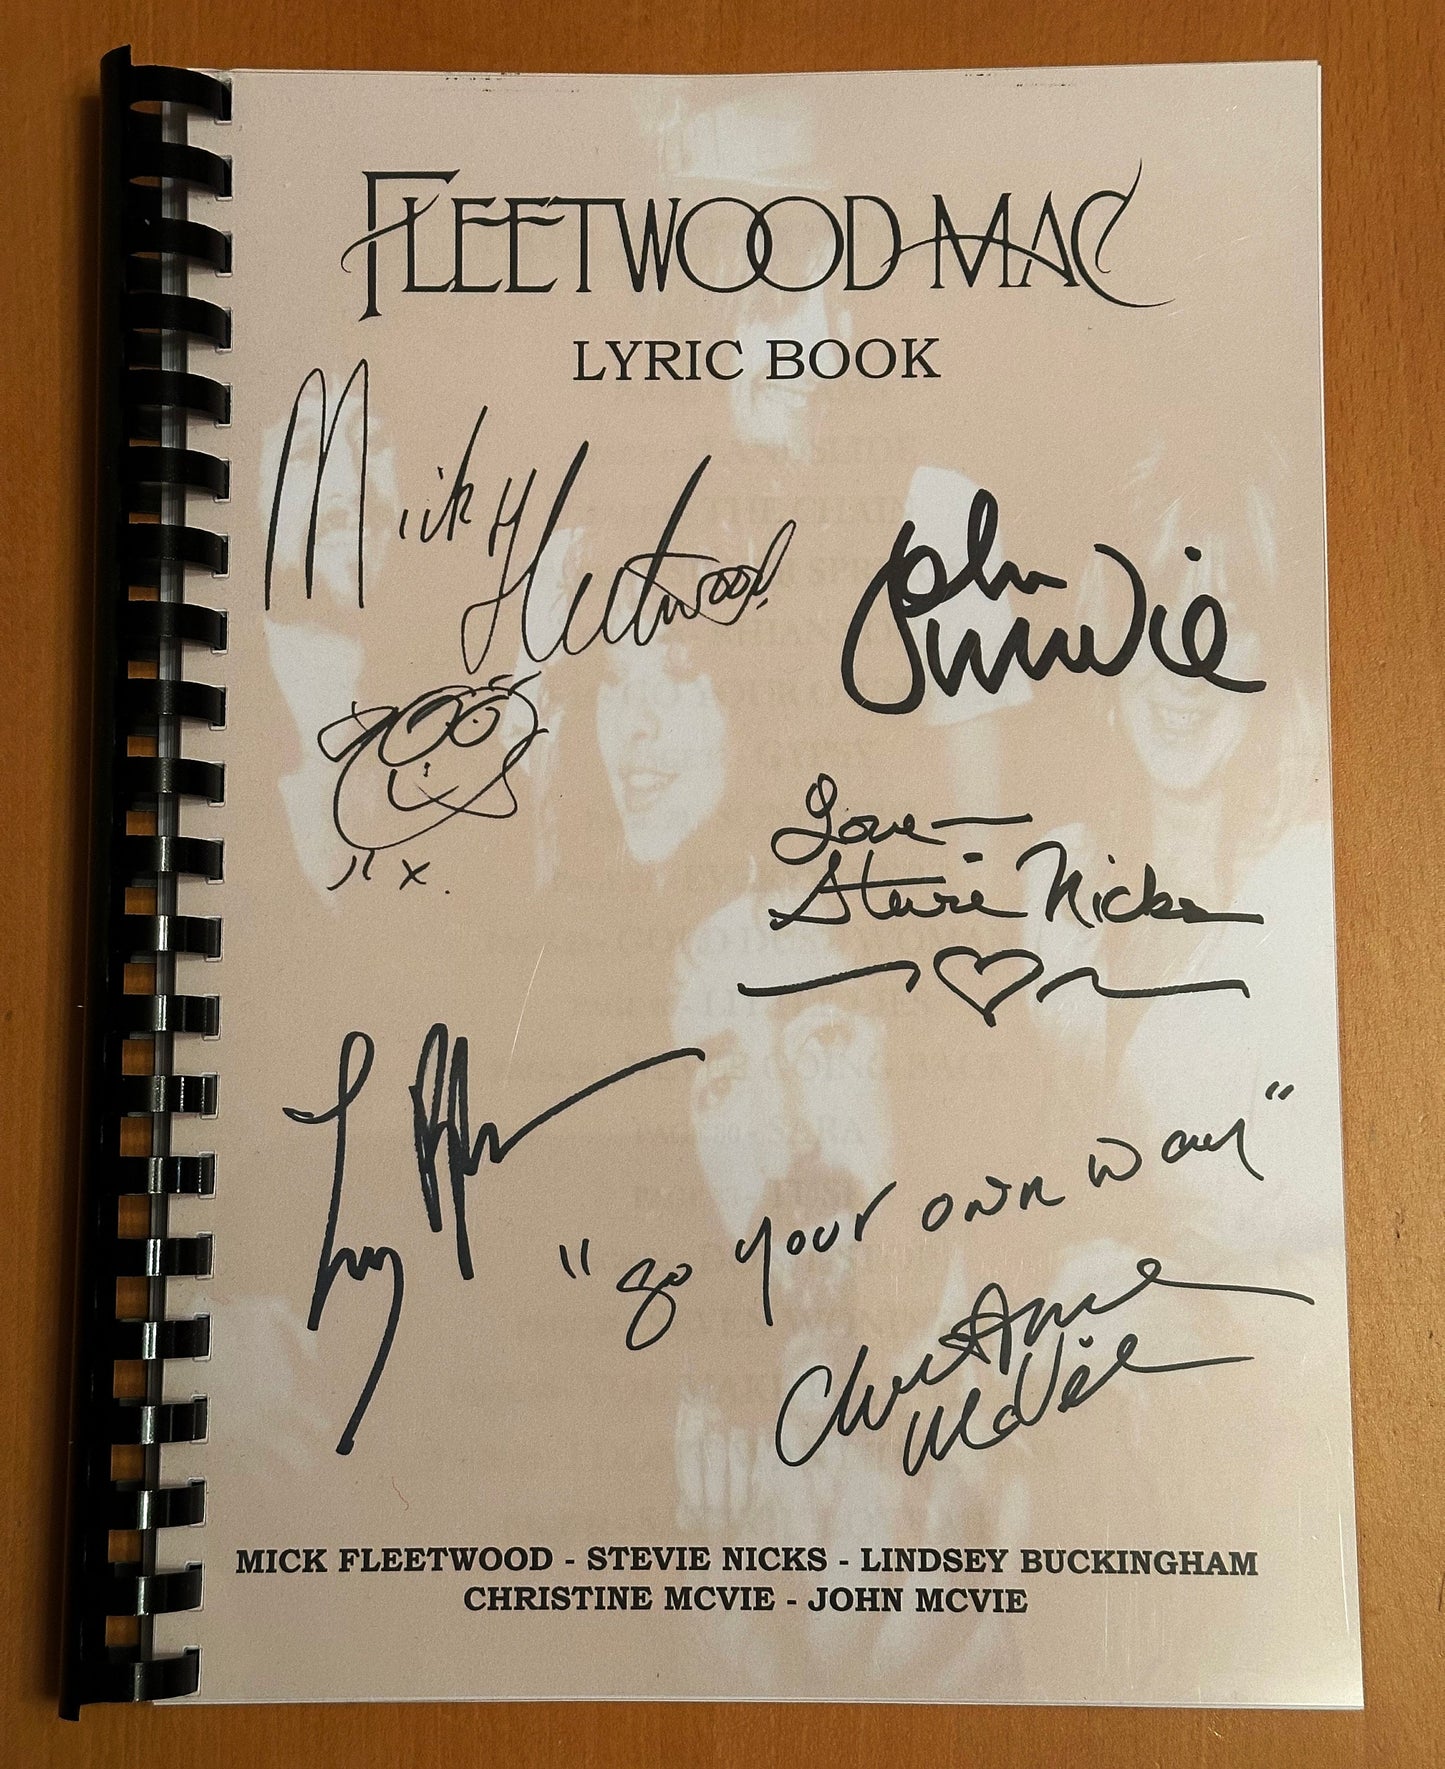 FLEETWOOD MAC
LYRIC BOOK
Mick Fleetwood
John McVie
x.
Love —
Stevie Nicks
"go your own way"
Christine
McVie
MICK FLEETWOOD - STEVIE NICKS - LINDSEY BUCKINGHAM
CHRISTINE MCVIE - JOHN MCVIE